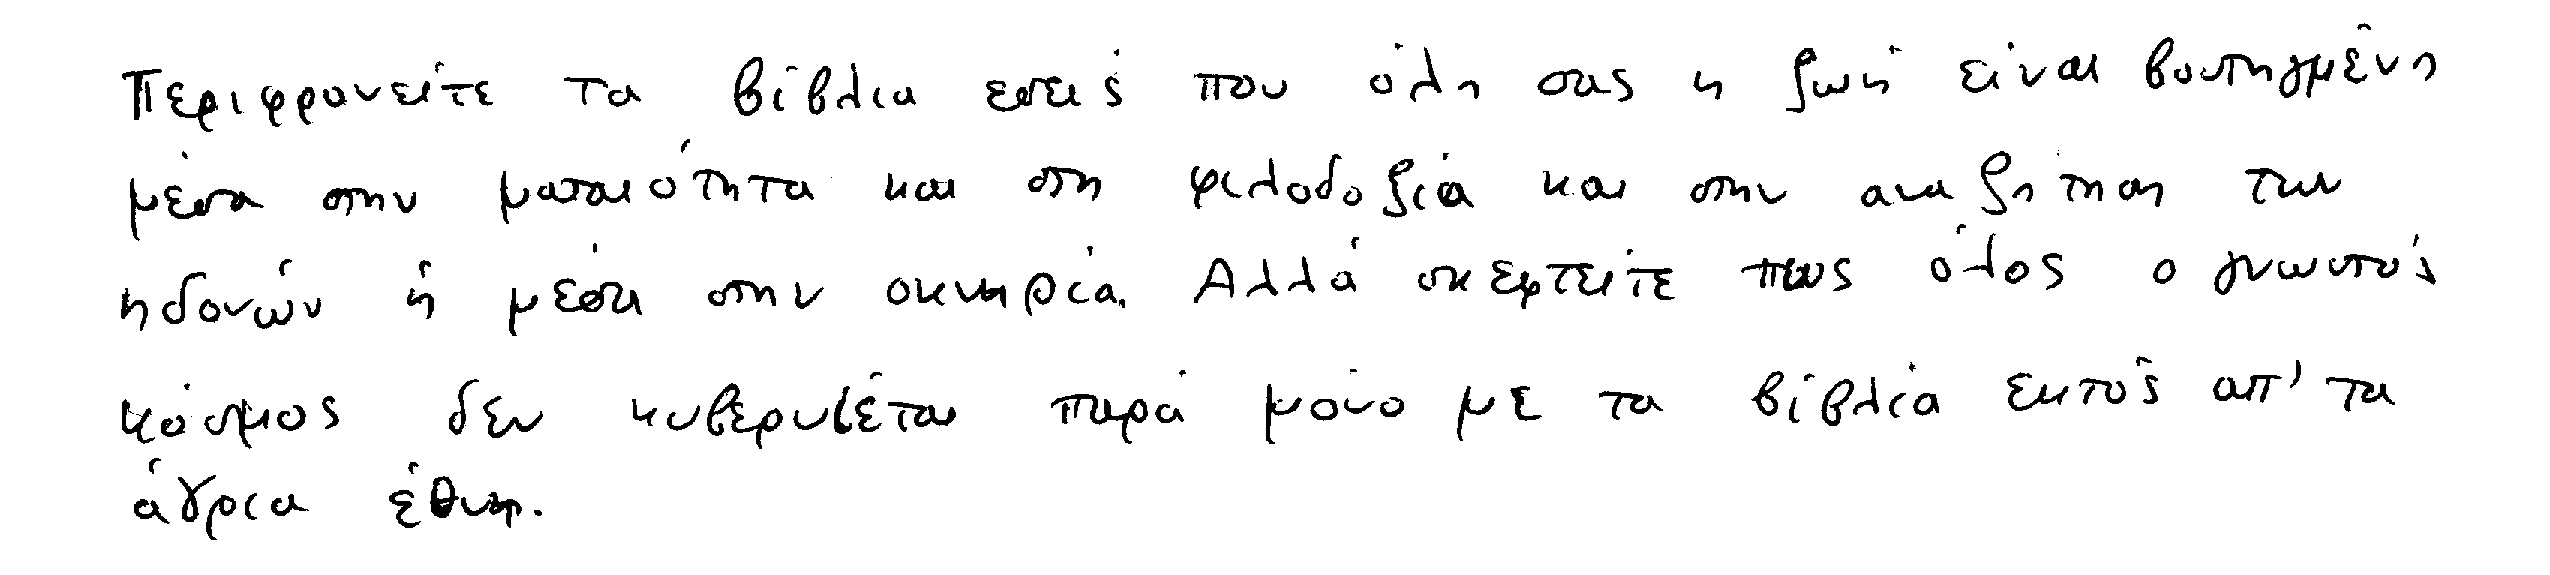 Περιφρονείτε τα βίβλια εσείς που όλη σας η ζωή είναι βουτηγμένη
μέσα στην ματαιότητα και στη φιλοδοξία και στην αναζήτηση των
ηδονών ή μέσα στην οκνηρία. Αλλά σκεφτείτε πως όλος ο γνωστός
κόσμος δεν κυβερνιέται παρά μόνο με τα βιβλία εκτός απ' τα
άγρια έθνη.